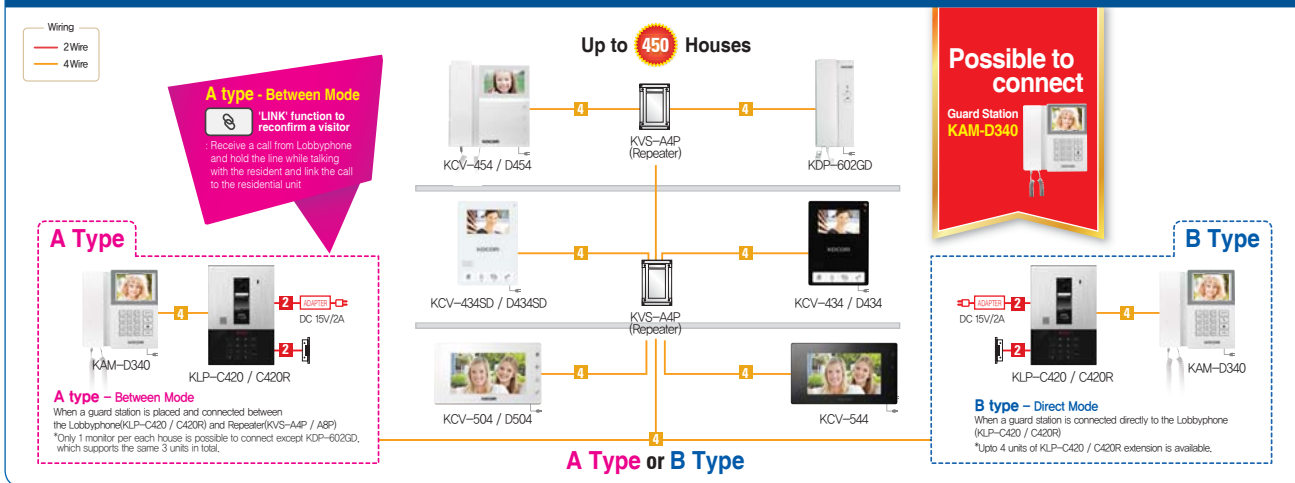 Wiring
2Wire
4Wire
Up to 450 Houses
A type - Between Mode
'LINK' function to
reconfirm a visitor
: Receive a call from Lobbyphone
and hold the line while talking
with the resident and link the call
to the residential unit
Possible to
connect
Guard Station
KAM-D340
4
4
KCV-454 / D454
KVS-A4P
(Repeater)
KDP-602GD
KOCOM
4
4
KOCOM
KCV-434SD / D434SD
KVS-A4P
(Repeater)
KCV-434 / D434
4
4
KCV-504 / D504
KCV-544
4
A Type or B Type
A Type
4
2
ADAPTER
DC 15V/2A
2
KAM-D340
KLP-C420 / C420R
A type - Between Mode
When a guard station is placed and connected between
the Lobbyphone(KLP-C420 / C420R) and Repeater(KVS-A4P / A8P)
*Only 1 monitor per each house is possible to connect except KDP-602GD,
which supports the same 3 units in total.
B Type
ADAPTER
2
DC 15V/2A
2
4
KLP-C420 / C420R
KAM-D340
B type - Direct Mode
When a guard station is connected directly to the Lobbyphone
(KLP-C420 / C420R)
*Upto 4 units of KLP-C420 / C420R extension is available.